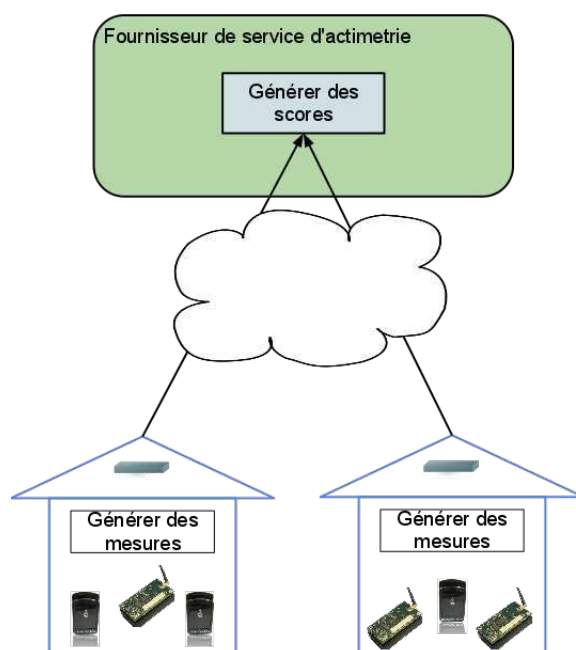 Fournisseur de service d'actimetrie
Générer des
scores
Générer des
mesures
Générer des
mesures